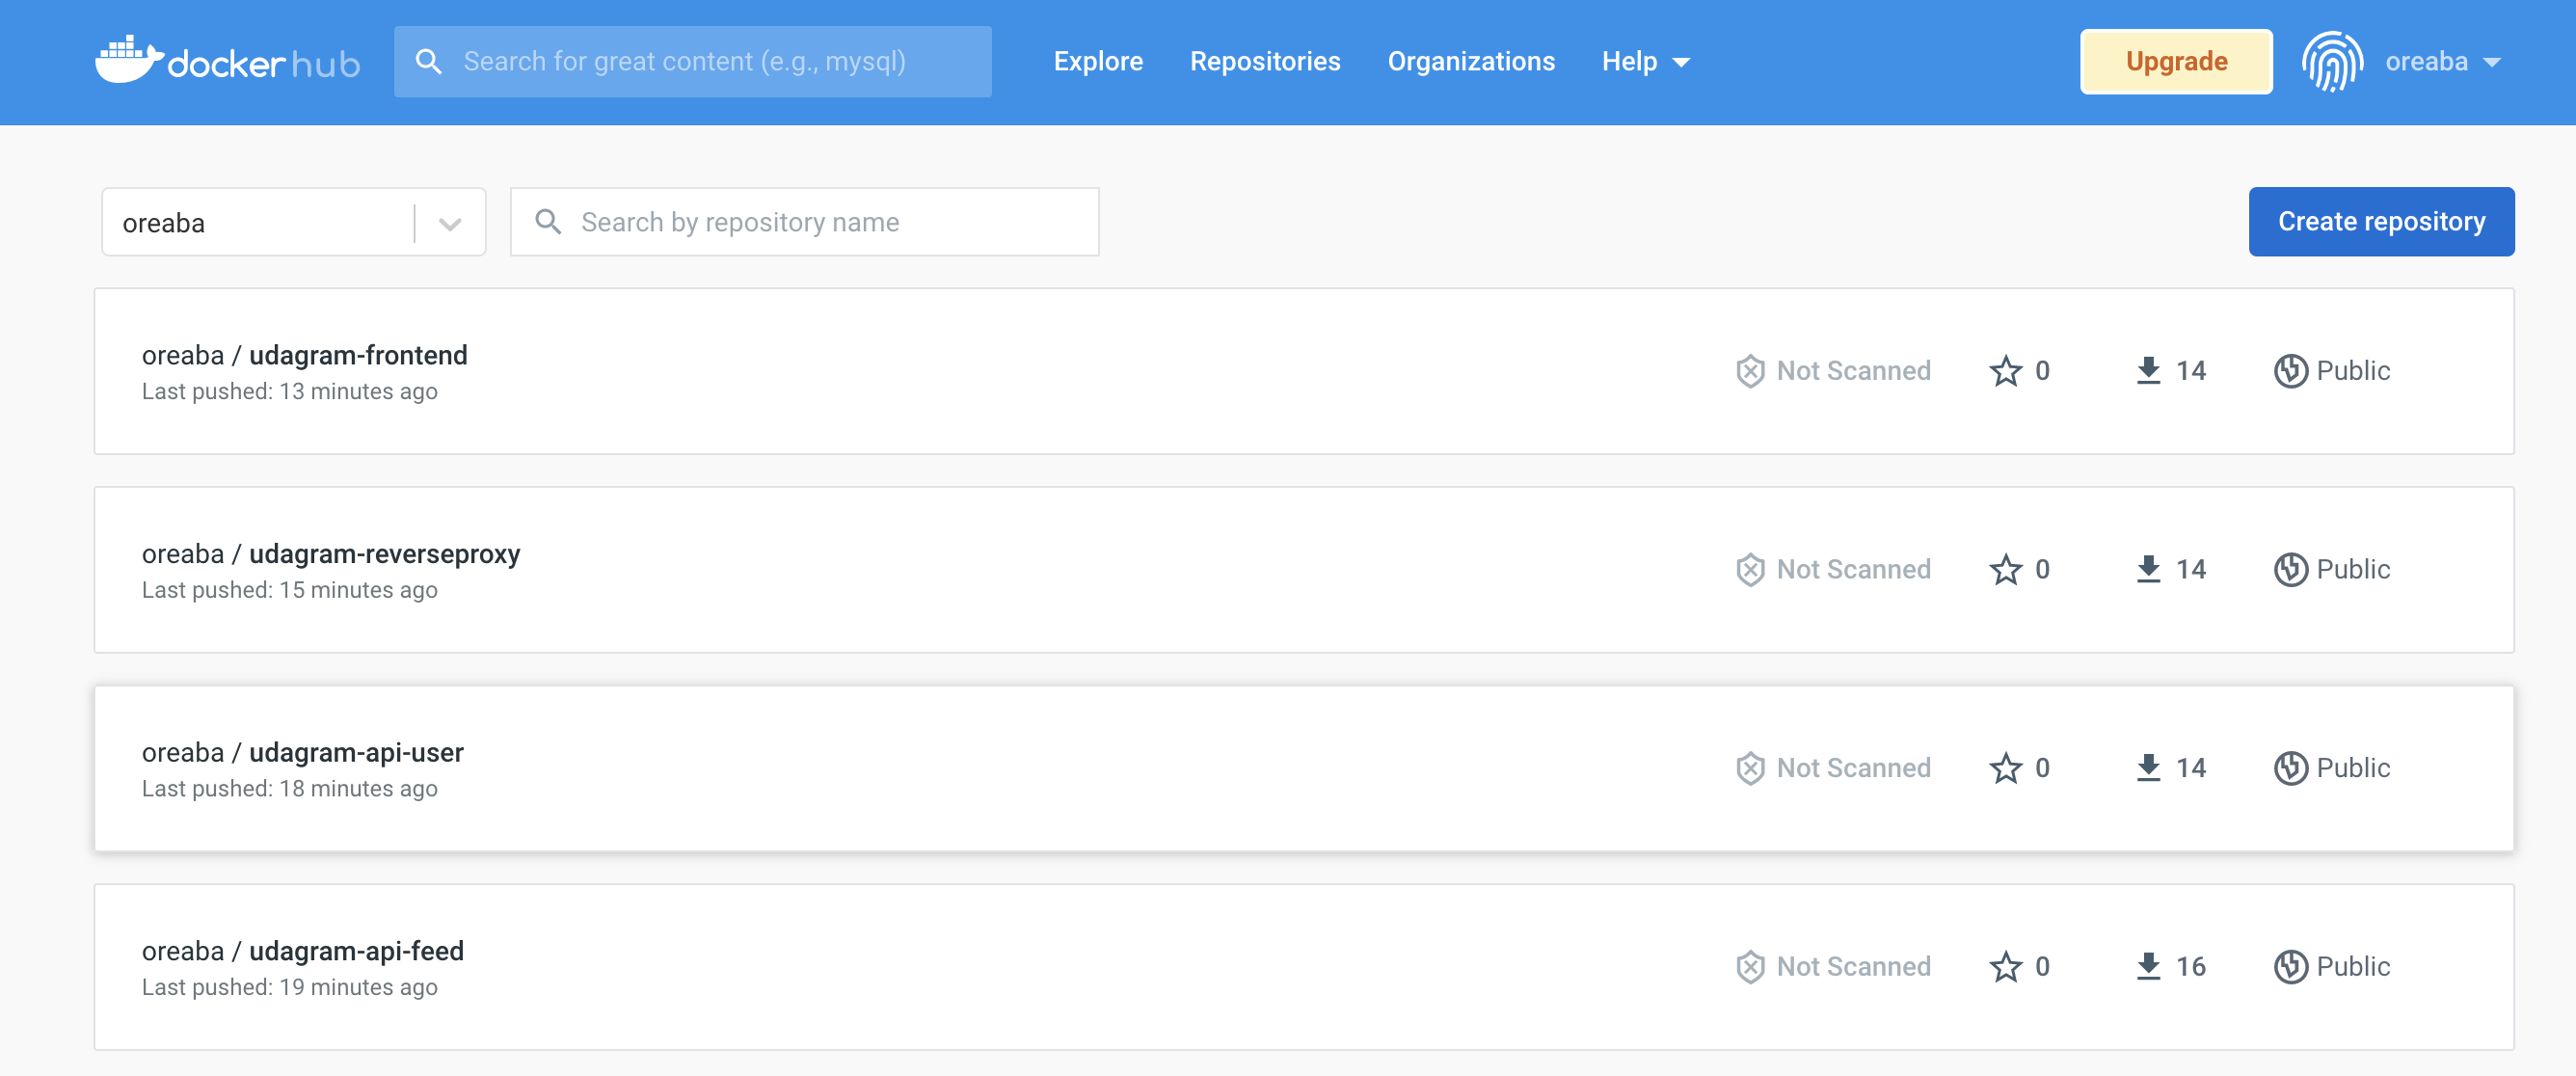 docker hub
Search for great content (e.g., mysql)
Explore
Repositories
Organizations
Help
Upgrade
oreaba
oreaba
Search by repository name
Create repository
oreaba / udagram-frontend
Last pushed: 13 minutes ago
Not Scanned
0
14
Public
oreaba / udagram-reverseproxy
Last pushed: 15 minutes ago
Not Scanned
0
14
Public
oreaba / udagram-api-user
Last pushed: 18 minutes ago
Not Scanned
0
14
Public
oreaba / udagram-api-feed
Last pushed: 19 minutes ago
Not Scanned
0
16
Public